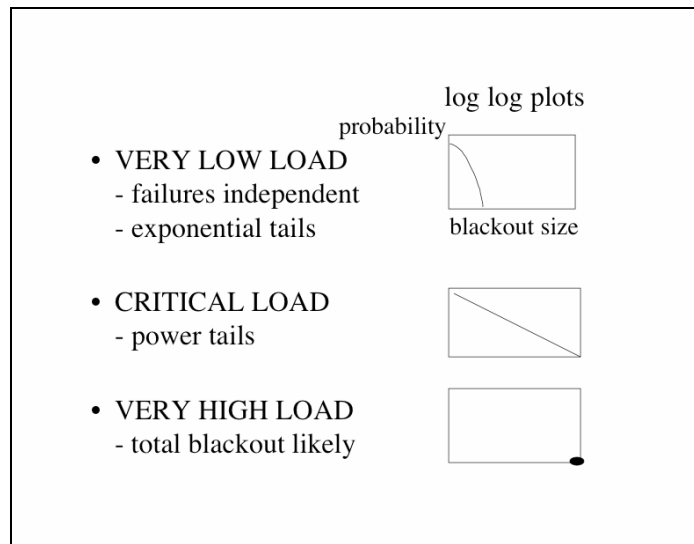 log log plots
probability
• VERY LOW LOAD
- failures independent
- exponential tails
blackout size
• CRITICAL LOAD
- power tails
• VERY HIGH LOAD
- total blackout likely